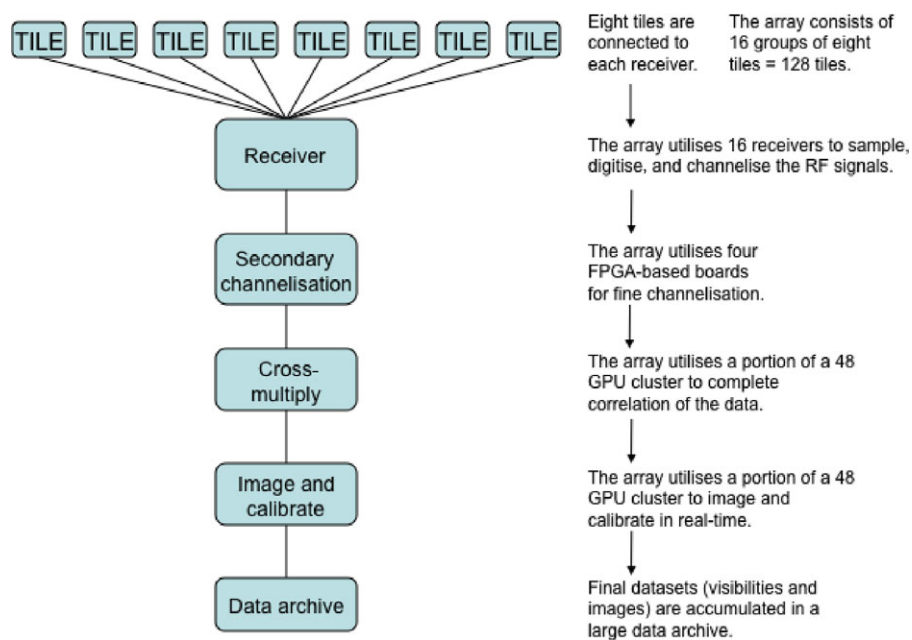 TILE TILE TILE TILE TILE TILE TILE TILE
Receiver
Secondary
channelisation
Cross-
multiply
Image and
calibrate
Data archive
Eight tiles are
connected to
each receiver.
The array consists of
16 groups of eight
tiles = 128 tiles.
The array utilises 16 receivers to sample,
digitise, and channelise the RF signals.
The array utilises four
FPGA-based boards
for fine channelisation.
The array utilises a portion of a 48
GPU cluster to complete
correlation of the data.
The array utilises a portion of a 48
GPU cluster to image and
calibrate in real-time.
Final datasets (visibilities and
images) are accumulated in a
large data archive.